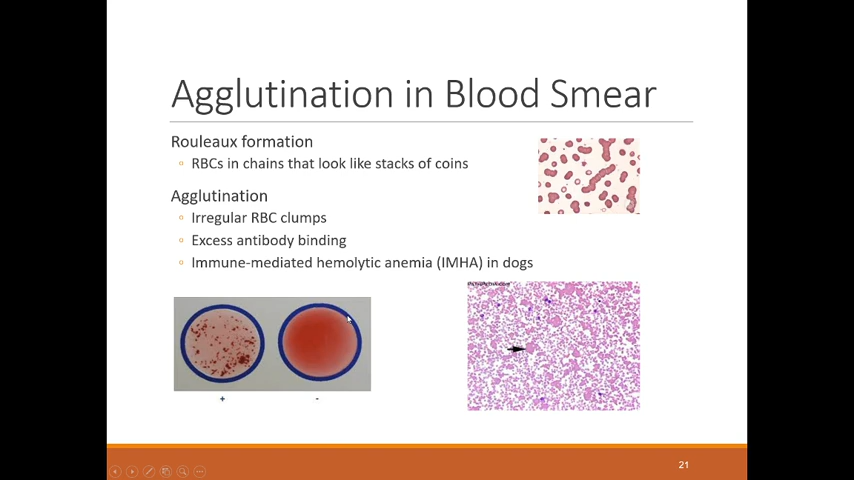 Agglutination in Blood Smear
Rouleaux formation
RBCs in chains that look like stacks of coins
Agglutination
Irregular RBC clumps
Excess antibody binding
Immune-mediated hemolytic anemia (IMHA) in dogs
+ -
21